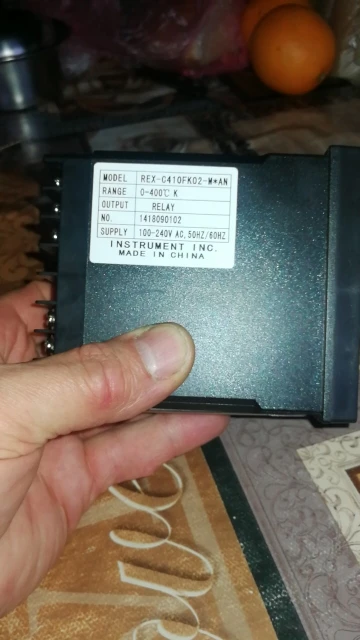 MODEL REX-C410FK02-M*AN
RANGE 0-400℃ K
OUTPUT RELAY
NO. 1418090102
SUPPLY 100-240V AC, 50HZ/60HZ
INSTRUMENT INC.
MADE IN CHINA